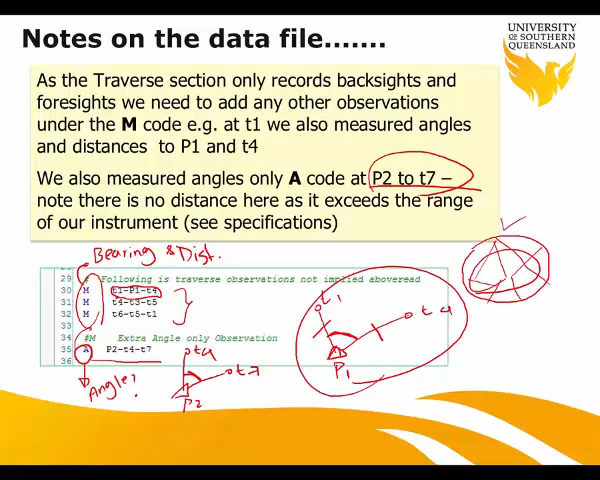 Notes on the data file.......
UNIVERSITY
OF SOUTHERN
QUEENSLAND
As the Traverse section only records backsights and
foresights we need to add any other observations
under the M code e.g. at t1 we also measured angles
and distances to P1 and t4
We also measured angles only A code at P2 to t7 –
note there is no distance here as it exceeds the range
of our instrument (see specifications)
Bearing & Dist.
29 # Following is traverse observations not implied aboveread
30 M t1-P1-t4
31 M t4-t3-t5
32 M t6-t5-t1
33
34 #M Extra Angle only Observation
35 A P2-t4-t7
36
Angle
t4
t7
P2
t1
t4
P1